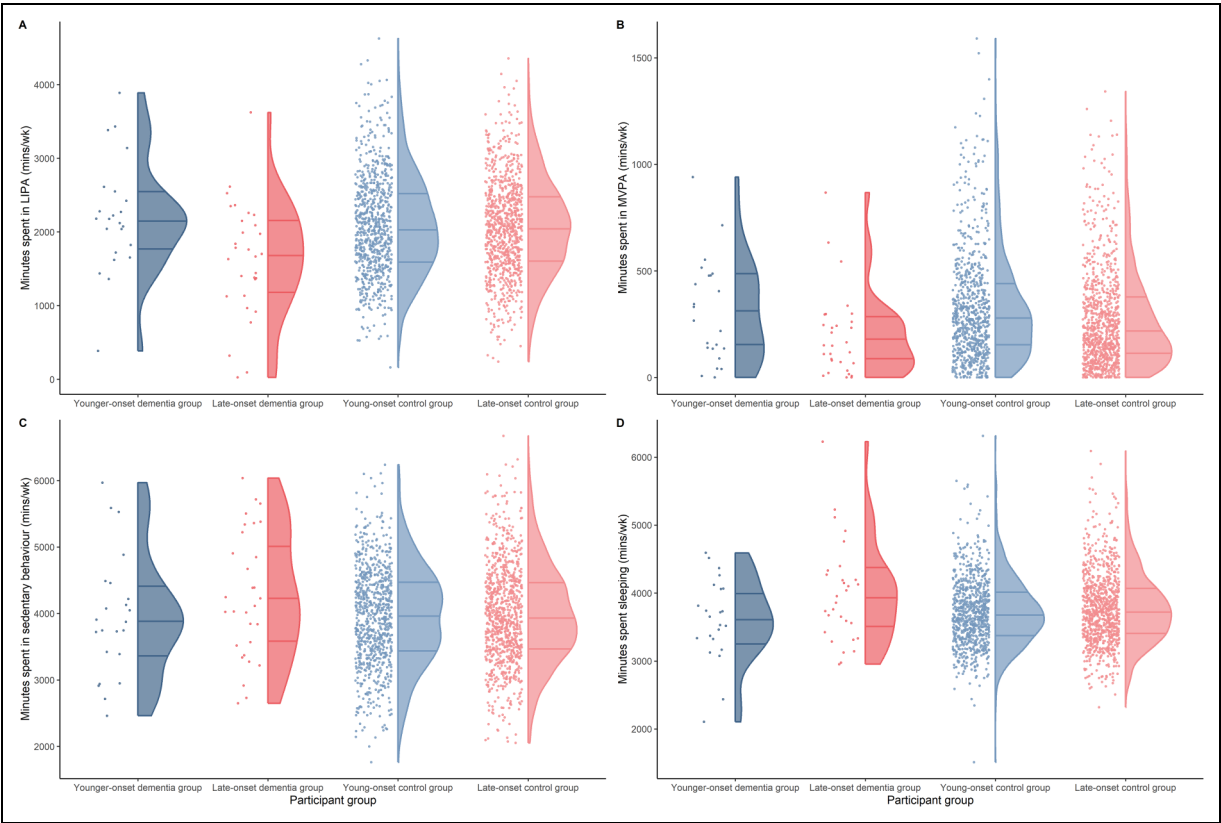 A
Minutes spent in LIPA (mins/wk)
4000
3000
2000
1000
0
Younger-onset dementia group Late-onset dementia group Young-onset control group Late-onset control group
B
Minutes spent in MVPA (mins/wk)
1500
1000
500
0
Younger-onset dementia group Late-onset dementia group Young-onset control group Late-onset control group
C
Minutes spent in sedentary behaviour (mins/wk)
6000
5000
4000
3000
2000
Younger-onset dementia group Late-onset dementia group Young-onset control group Late-onset control group
Participant group
D
Minutes spent sleeping (mins/wk)
6000
5000
4000
3000
2000
Younger-onset dementia group Late-onset dementia group Young-onset control group Late-onset control group
Participant group